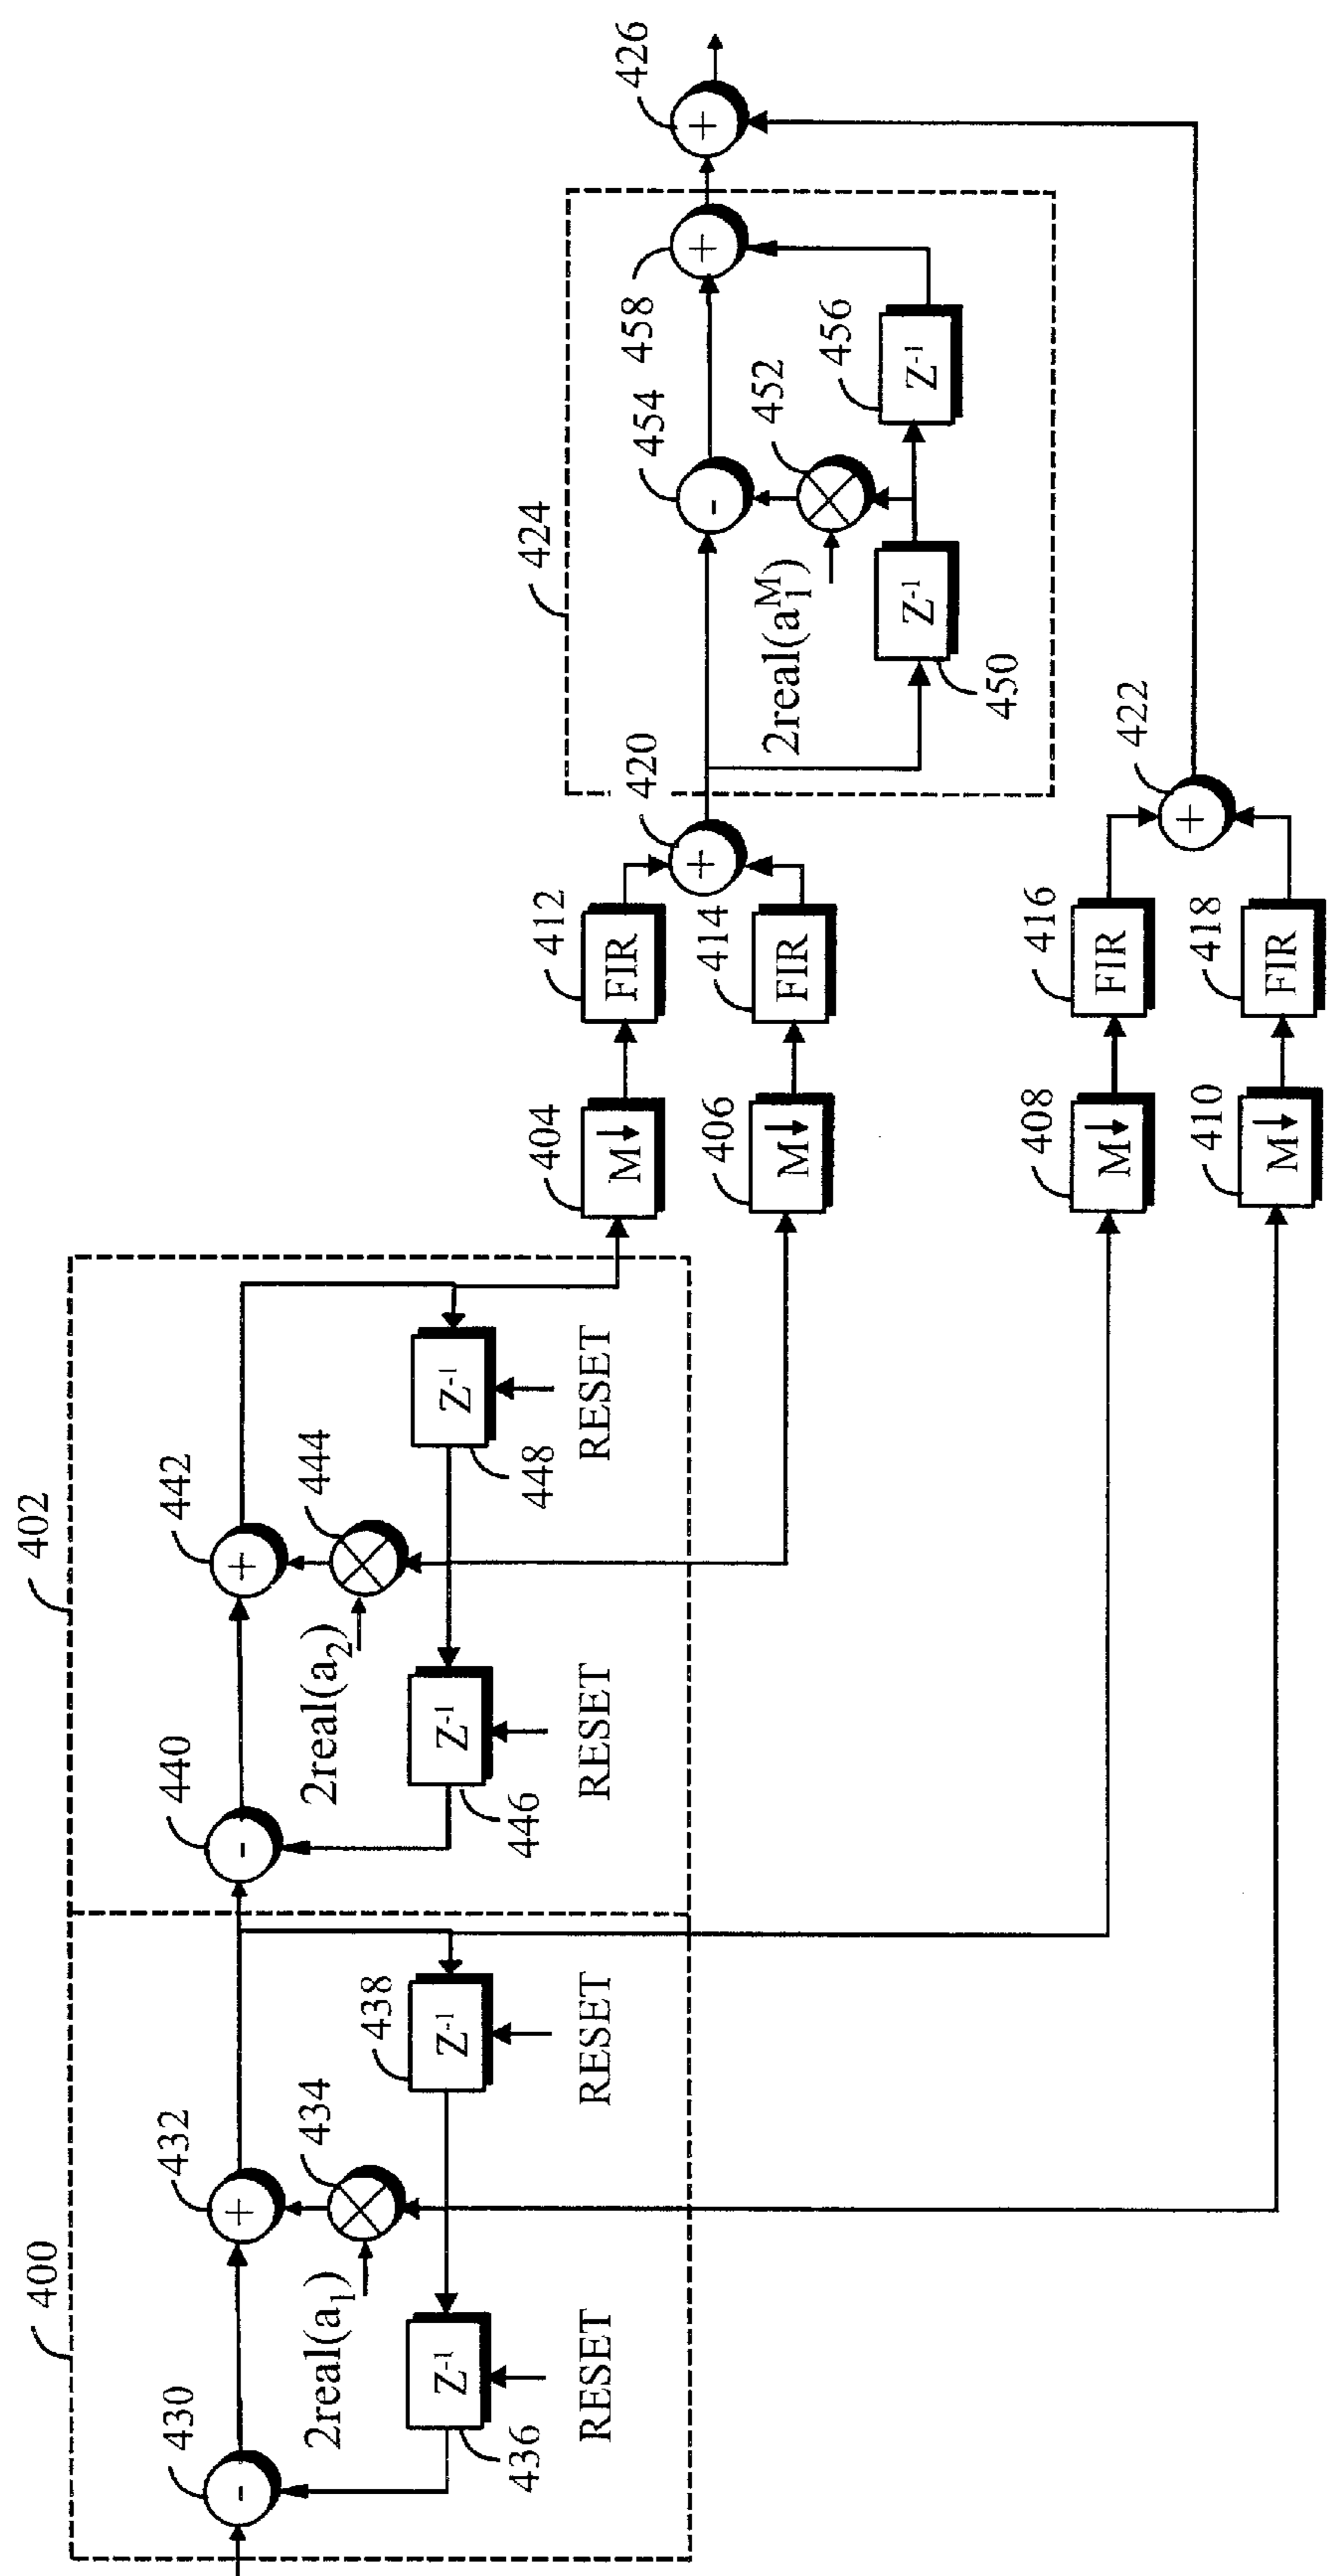 400
402
430
432
434
2real(a₁)
436
Z⁻¹
RESET
438
Z⁻¹
RESET
-
+
440
442
444
2real(a₂)
446
Z⁻¹
RESET
448
Z⁻¹
RESET
-
+
404
M↓
412
FIR
406
M↓
414
FIR
408
M↓
416
FIR
410
M↓
418
FIR
420
+
422
+
424
454
-
458
+
2real(a₁ᴹ)
452
450
Z⁻¹
456
Z⁻¹
426
+